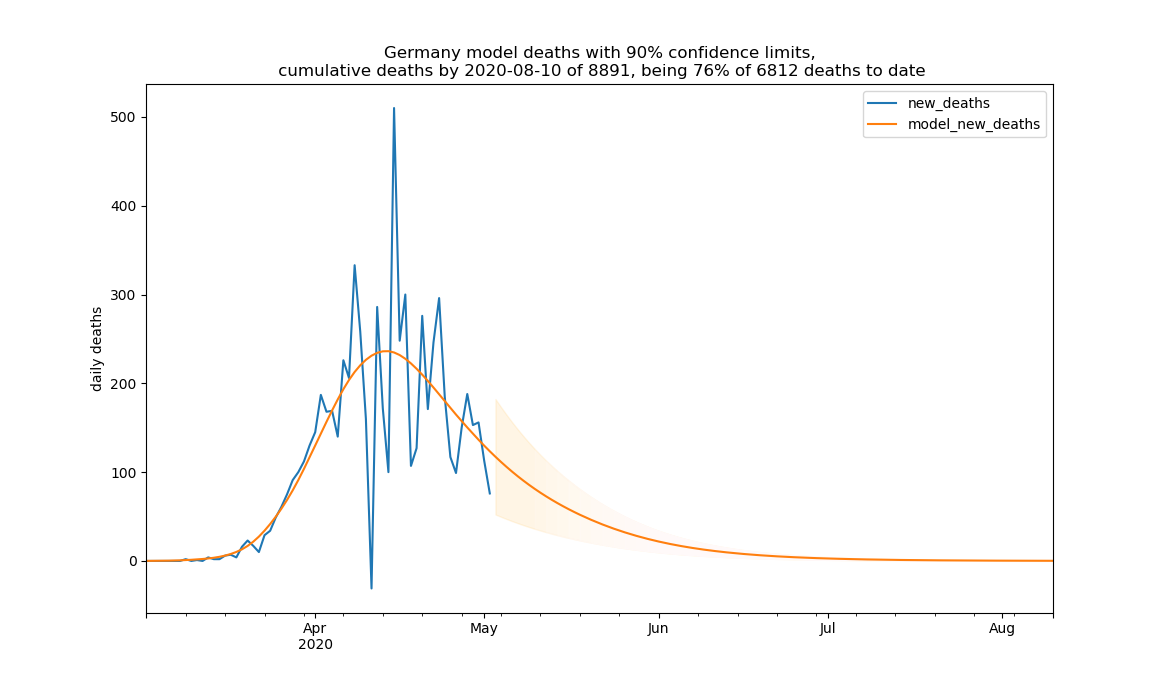 Germany model deaths with 90% confidence limits,
cumulative deaths by 2020-08-10 of 8891, being 76% of 6812 deaths to date
new_deaths
model_new_deaths
daily deaths
500
400
300
200
100
0
Apr
2020
May
Jun
Jul
Aug